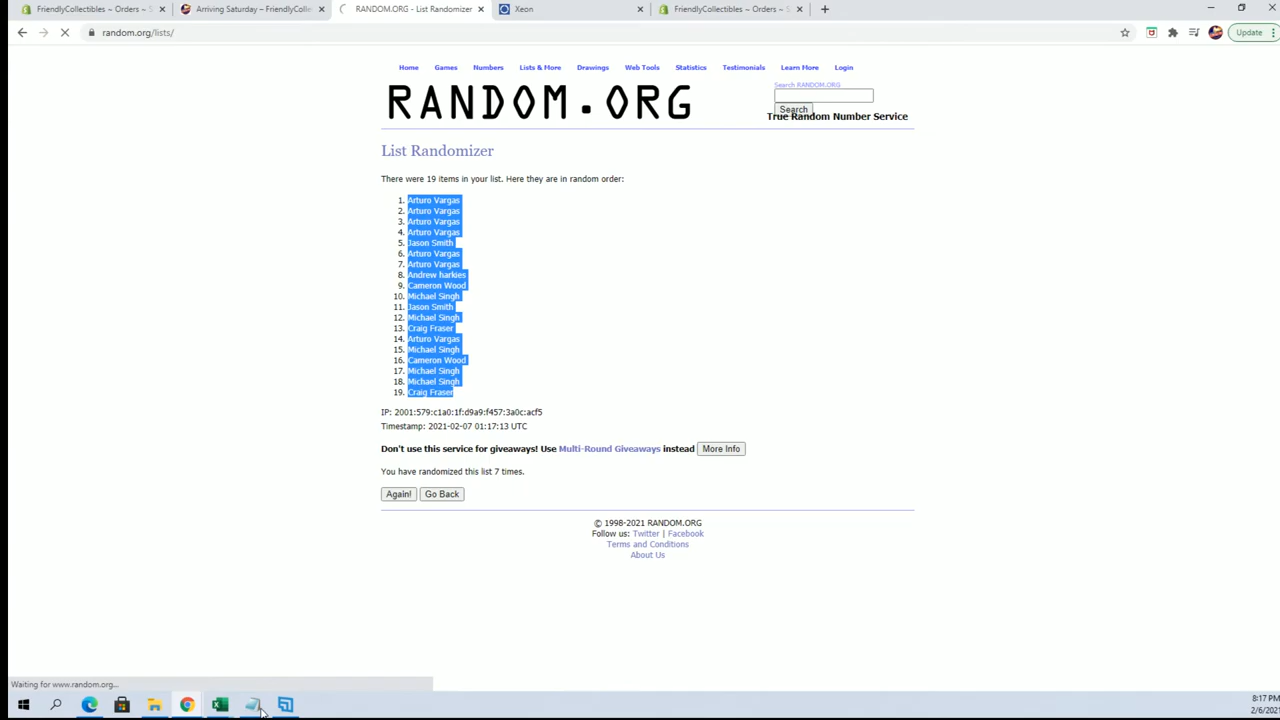 FriendlyCollectibles ~ Orders ~ S
Arriving Saturday – FriendlyColle
RANDOM.ORG - List Randomizer
Xeon
FriendlyCollectibles ~ Orders ~ S
random.org/lists/
Update
Home Games Numbers Lists & More Drawings Web Tools Statistics Testimonials Learn More Login
RANDOM.ORG
Search RANDOM.ORG
Search
True Random Number Service
List Randomizer
There were 19 items in your list. Here they are in random order:
1. Arturo Vargas
2. Arturo Vargas
3. Arturo Vargas
4. Arturo Vargas
5. Jason Smith
6. Arturo Vargas
7. Arturo Vargas
8. Andrew harkies
9. Cameron Wood
10. Michael Singh
11. Jason Smith
12. Michael Singh
13. Craig Fraser
14. Arturo Vargas
15. Michael Singh
16. Cameron Wood
17. Michael Singh
18. Michael Singh
19. Craig Fraser
IP: 2001:579:c1a0:1f:d9a9:f457:3a0c:acf5
Timestamp: 2021-02-07 01:17:13 UTC
Don't use this service for giveaways! Use Multi-Round Giveaways instead More Info
You have randomized this list 7 times.
Again! Go Back
© 1998-2021 RANDOM.ORG
Follow us: Twitter | Facebook
Terms and Conditions
About Us
Waiting for www.random.org...
8:17 PM
2/6/2021